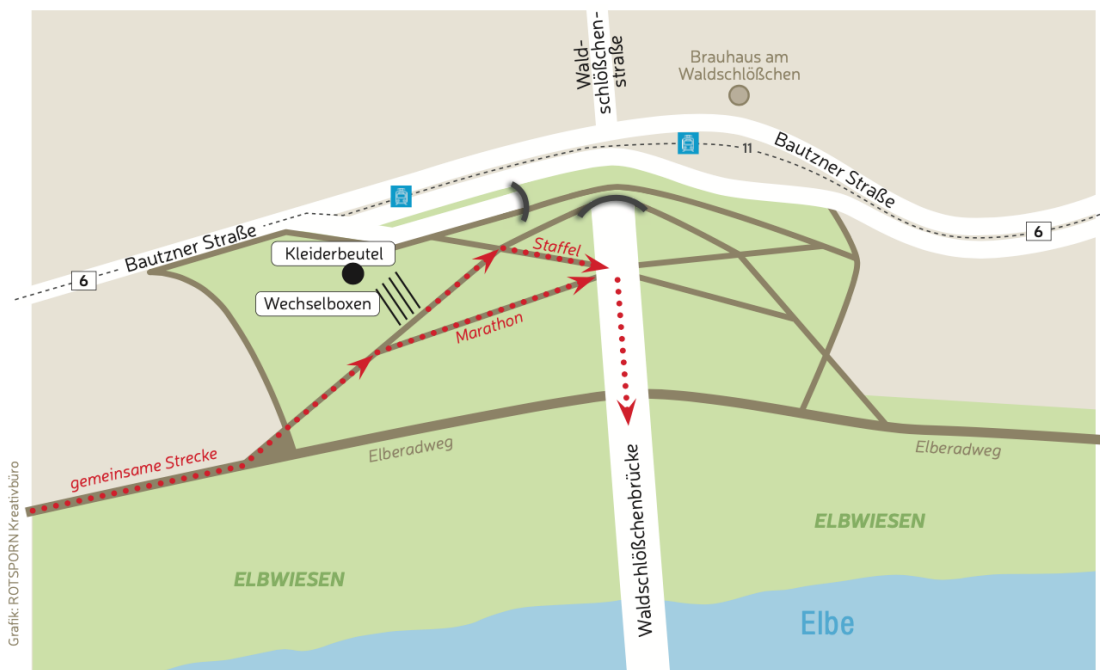 Wald-
schlößchen-
straße
Brauhaus am
Waldschlößchen
11
Bautzner Straße
Bautzner Straße
6
6
Kleiderbeutel
Wechselboxen
Staffel
Marathon
gemeinsame Strecke
Elberadweg
Elberadweg
Waldschlößchenbrücke
ELBWIESEN
ELBWIESEN
Elbe
Grafik: ROTSPORN Kreativbüro